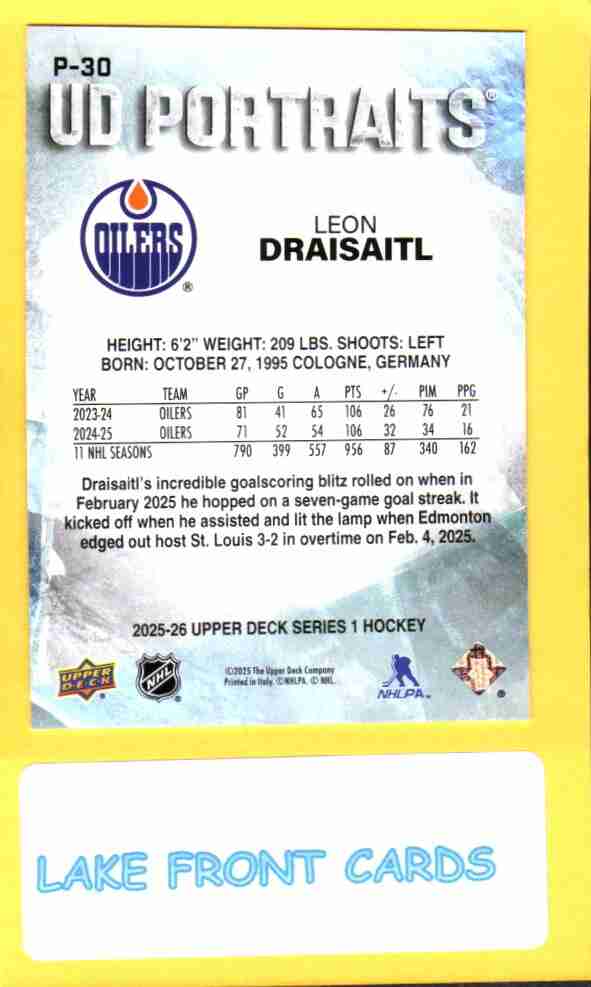 P-30
UD PORTRAITS®
OILERS
®
LEON
DRAISAITL
HEIGHT: 6'2" WEIGHT: 209 LBS. SHOOTS: LEFT
BORN: OCTOBER 27, 1995 COLOGNE, GERMANY
YEAR TEAM GP G A PTS +/- PIM PPG
2023-24 OILERS 81 41 65 106 26 76 21
2024-25 OILERS 71 52 54 106 32 34 16
11 NHL SEASONS 790 399 557 956 87 340 162
Draisaitl's incredible goalscoring blitz rolled on when in
February 2025 he hopped on a seven-game goal streak. It
kicked off when he assisted and lit the lamp when Edmonton
edged out host St. Louis 3-2 in overtime on Feb. 4, 2025.
2025-26 UPPER DECK SERIES 1 HOCKEY
UPPER
DECK
NHL
©2025 The Upper Deck Company
Printed in Italy. ©NHLPA. © NHL.
NHLPA
®
LAKE FRONT CARDS